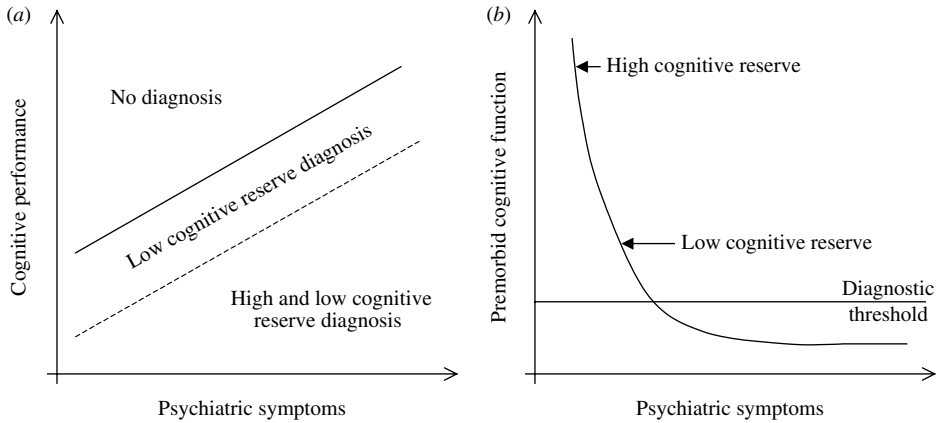 (a)
No diagnosis
Low cognitive reserve diagnosis
High and low cognitive
reserve diagnosis
Cognitive performance
Psychiatric symptoms
(b)
High cognitive reserve
Low cognitive reserve
Diagnostic
threshold
Premorbid cognitive function
Psychiatric symptoms